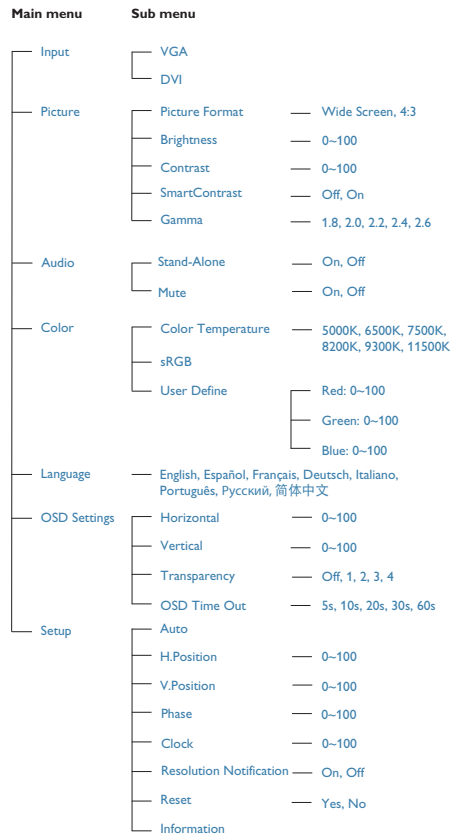 Main menu Sub menu
Input VGA
DVI
Picture Picture Format Wide Screen, 4:3
Brightness 0~100
Contrast 0~100
SmartContrast Off, On
Gamma 1.8, 2.0, 2.2, 2.4, 2.6
Audio Stand-Alone On, Off
Mute On, Off
Color Color Temperature 5000K, 6500K, 7500K,
8200K, 9300K, 11500K
sRGB
User Define Red: 0~100
Green: 0~100
Blue: 0~100
Language English, Español, Français, Deutsch, Italiano,
Português, Русский, 简体中文
OSD Settings Horizontal 0~100
Vertical 0~100
Transparency Off, 1, 2, 3, 4
OSD Time Out 5s, 10s, 20s, 30s, 60s
Setup Auto
H.Position 0~100
V.Position 0~100
Phase 0~100
Clock 0~100
Resolution Notification On, Off
Reset Yes, No
Information